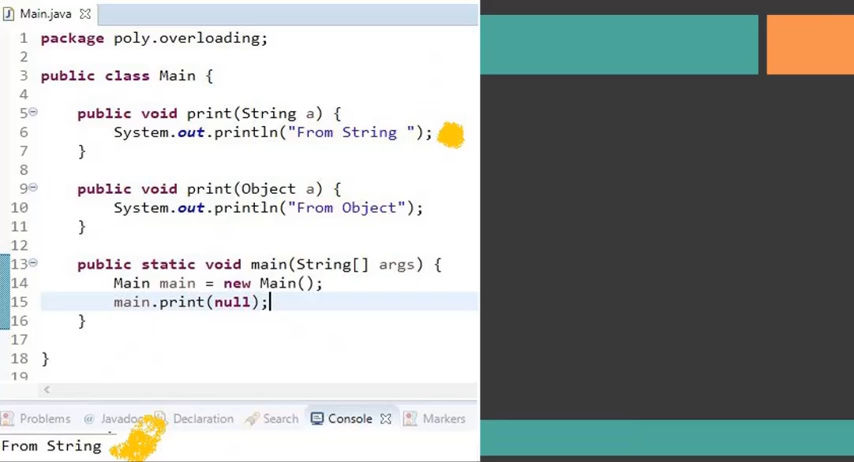 Main.java
1 package poly.overloading;
2
3 public class Main {
4
5 public void print(String a) {
6 System.out.println("From String ");
7 }
8
9 public void print(Object a) {
10 System.out.println("From Object");
11 }
12
13 public static void main(String[] args) {
14 Main main = new Main();
15 main.print(null);
16 }
17
18 }
19
Problems @ Javadoc Declaration Search Console Markers
From String